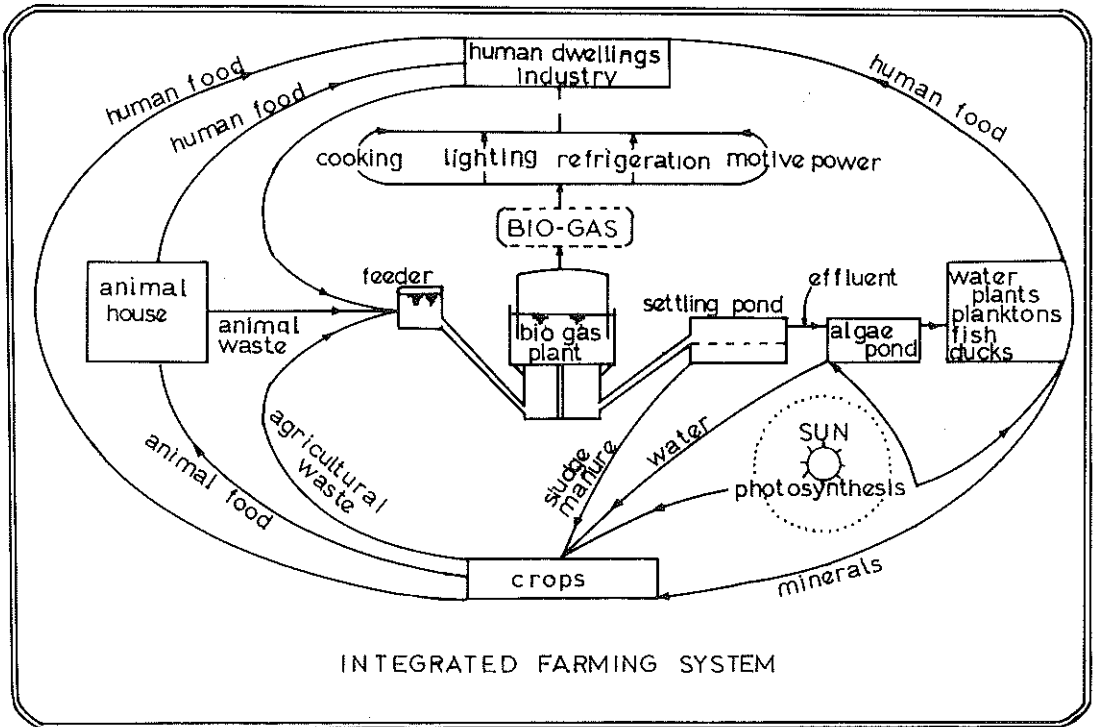 human dwellings
industry
human food
human food
human food
cooking
lighting
refrigeration
motive power
BIO-GAS
animal
house
animal
waste
feeder
bio gas
plant
settling pond
effluent
algae
pond
water
plants
planktons
fish
ducks
agricultural
waste
animal food
sludge
manure
water
SUN
photosynthesis
crops
minerals
INTEGRATED FARMING SYSTEM